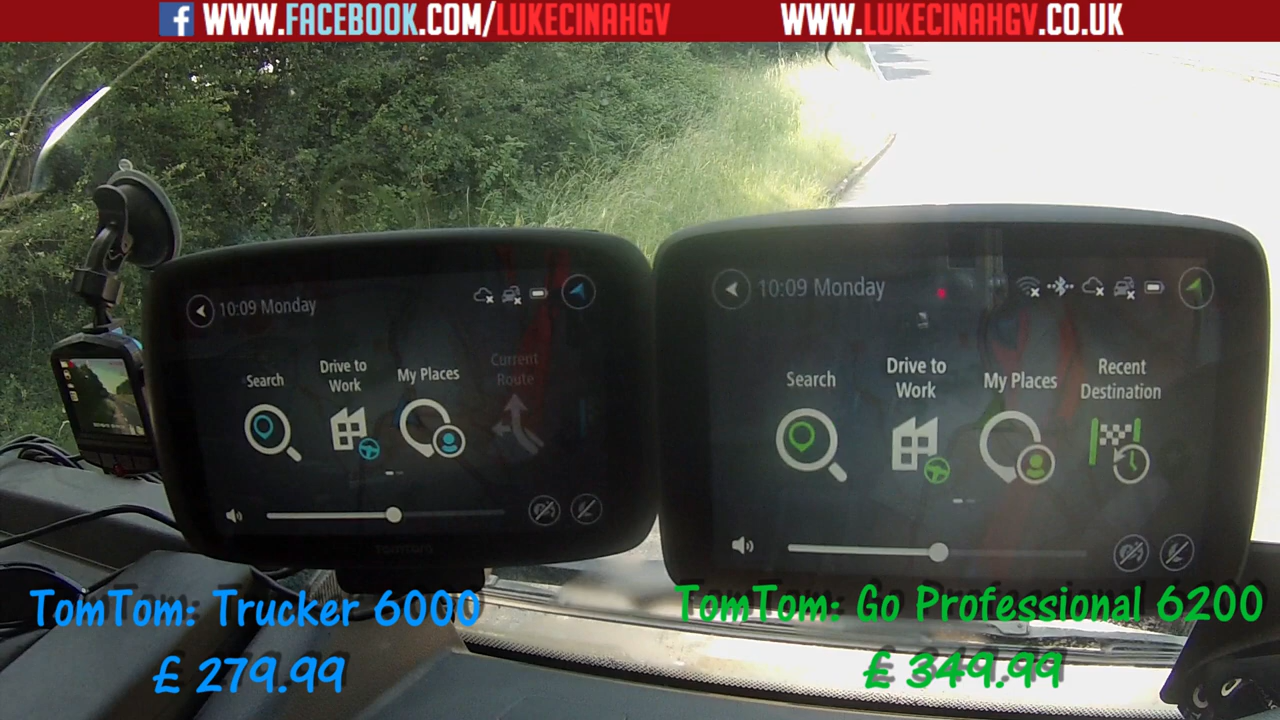 WWW.FACEBOOK.COM/LUKECINAHGV
WWW.LUKECINAHGV.CO.UK
10:09 Monday
Search
Drive to
Work
My Places
Current
Route
TOMTOM
10:09 Monday
Search
Drive to
Work
My Places
Recent
Destination
TomTom: Trucker 6000
£ 279.99
TomTom: Go Professional 6200
£ 349.99